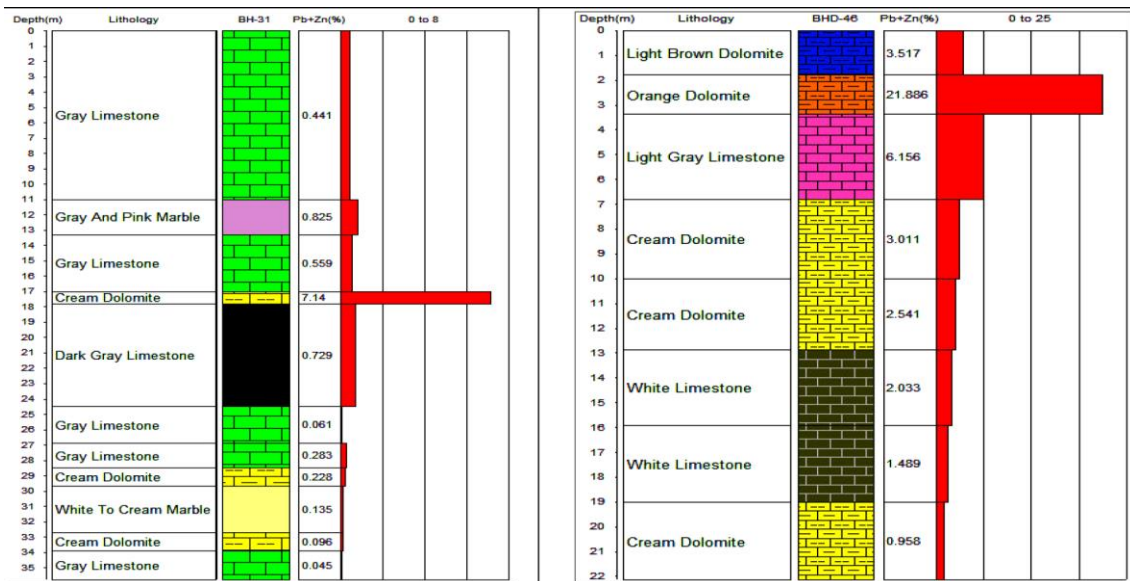 Depth(m) Lithology BH-31 Pb+Zn(%) 0 to 8
0
1
2
3
4
5
Gray Limestone 0.441
6
7
8
9
10
11
12
Gray And Pink Marble 0.825
13
14
15
Gray Limestone 0.559
16
17
Cream Dolomite 7.14
18
19
20
21
Dark Gray Limestone 0.729
22
23
24
25
Gray Limestone 0.061
26
27
28
Gray Limestone 0.283
29
Cream Dolomite 0.228
30
31
White To Cream Marble 0.135
32
33
Cream Dolomite 0.096
34
35
Gray Limestone 0.045
Depth(m) Lithology BHD-46 Pb+Zn(%) 0 to 25
0
1
Light Brown Dolomite 3.517
2
Orange Dolomite 21.886
3
4
5
Light Gray Limestone 6.156
6
7
8
Cream Dolomite 3.011
9
10
11
Cream Dolomite 2.541
12
13
14
White Limestone 2.033
15
16
17
White Limestone 1.489
18
19
20
Cream Dolomite 0.958
21
22